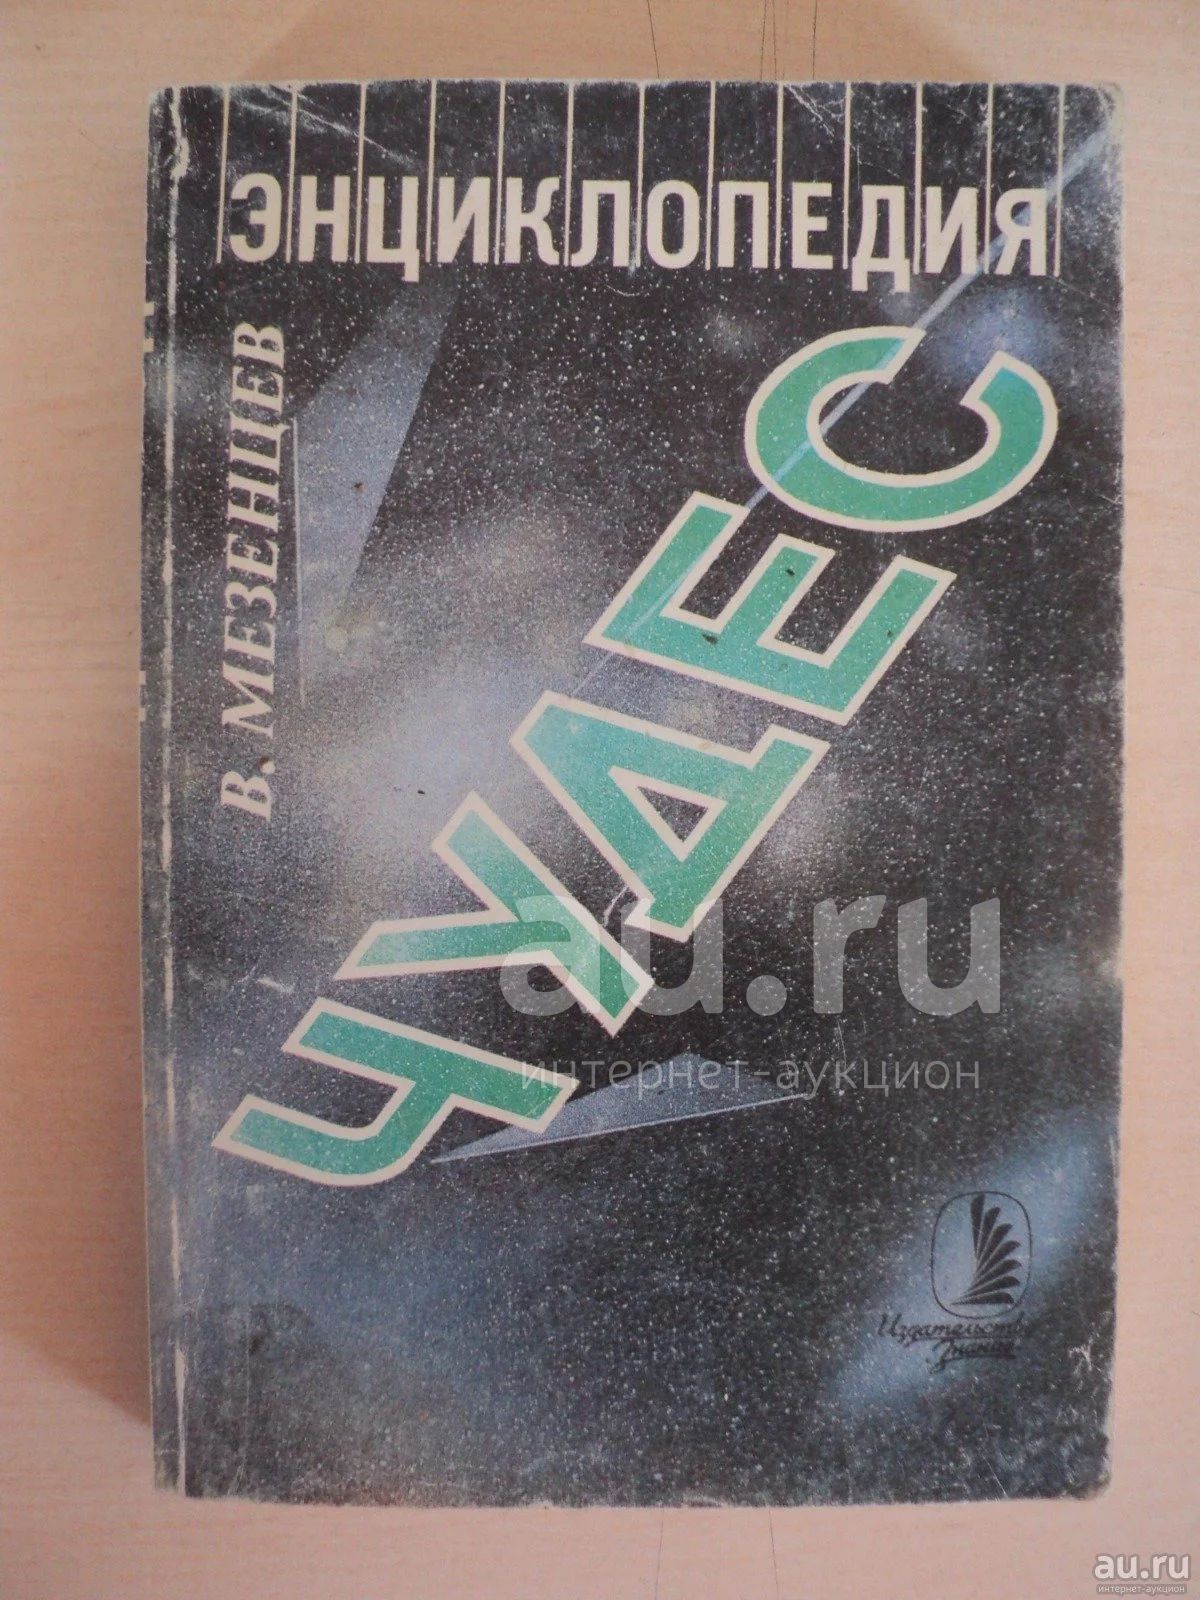 ЭНЦИКЛОПЕДИЯ
В. МЕЗЕНЦЕВ
ЧУДЕС
au.ru
интернет-аукцион
Издательство
Знание
au.ru
интернет-аукцион